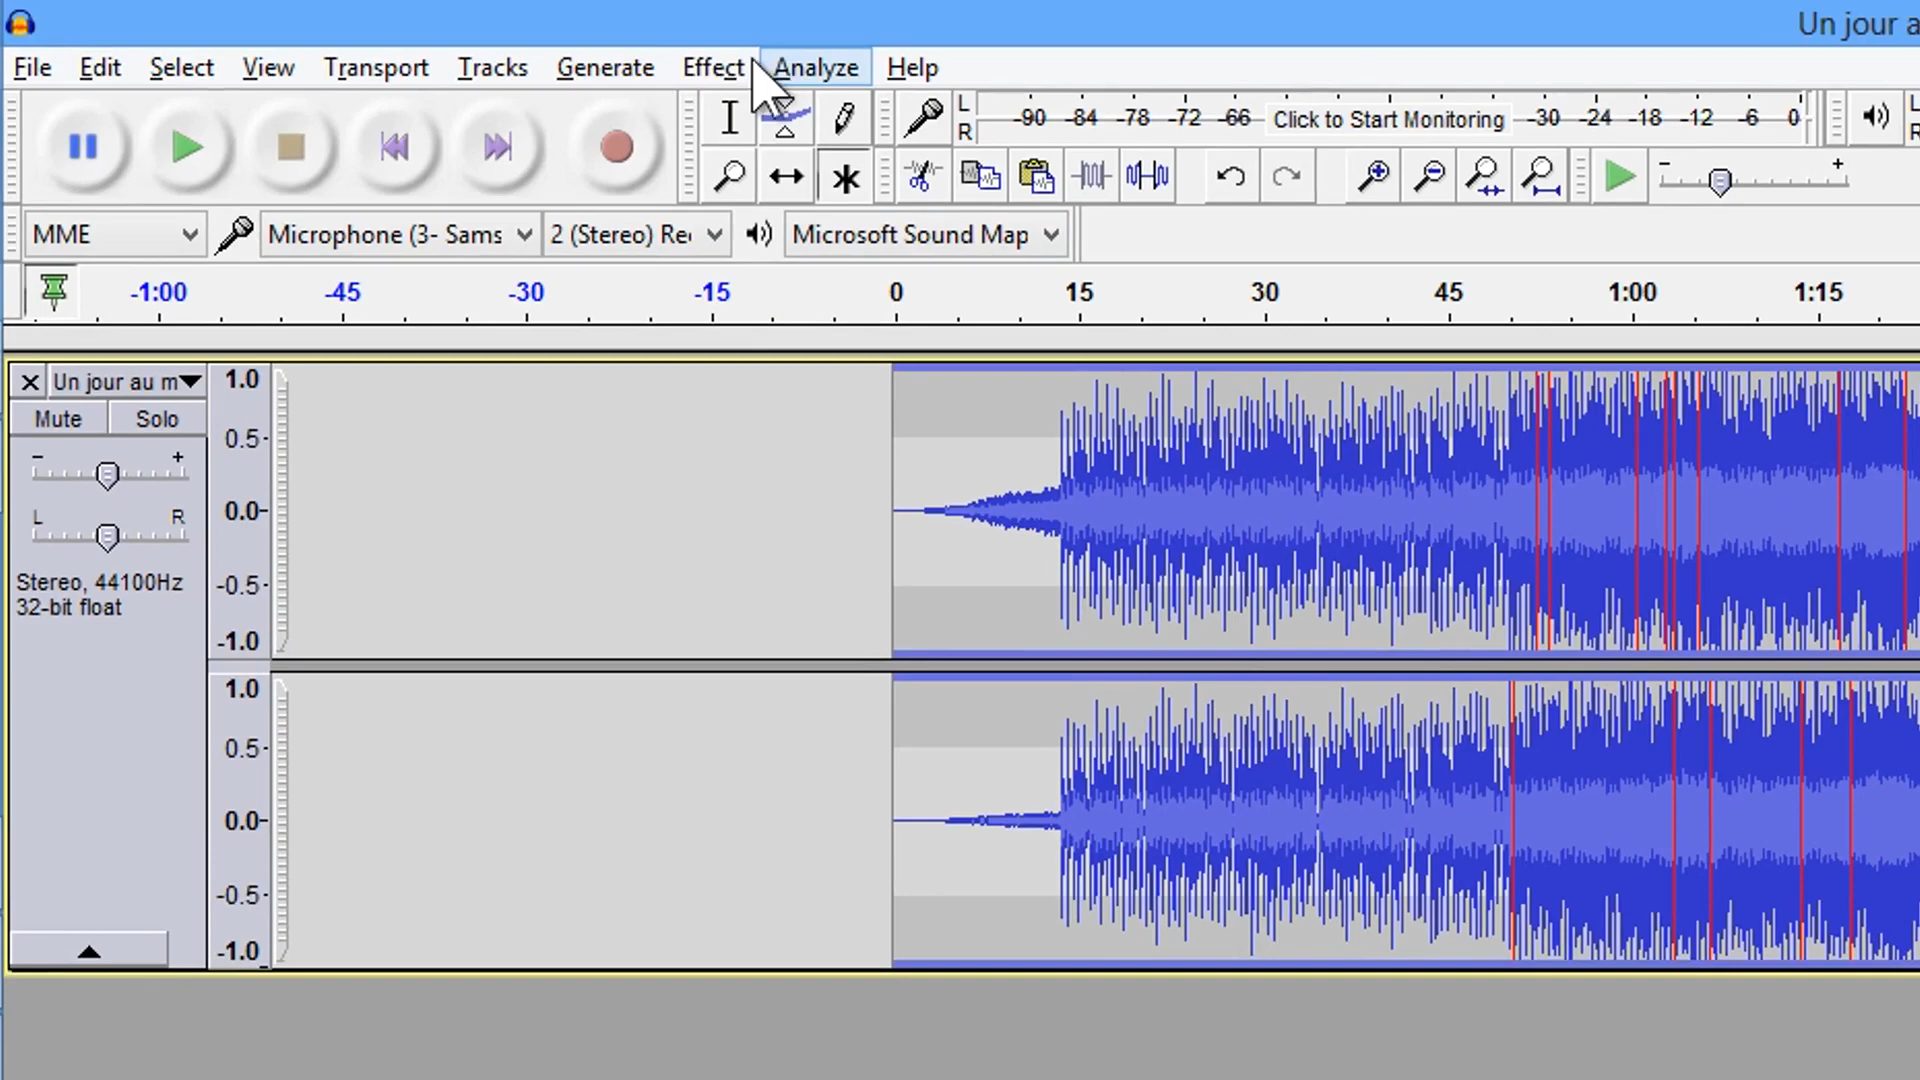 Un jour a
File Edit Select View Transport Tracks Generate Effect Analyze Help
L
R
-90 -84 -78 -72 -66 Click to Start Monitoring -30 -24 -18 -12 -6 0
L
- +
MME Microphone (3- Sams 2 (Stereo) Re Microsoft Sound Map
-1:00 -45 -30 -15 0 15 30 45 1:00 1:15
Un jour au m
Mute Solo
- +
L R
Stereo, 44100Hz
32-bit float
1.0
0.5
0.0
-0.5
-1.0
1.0
0.5
0.0
-0.5
-1.0